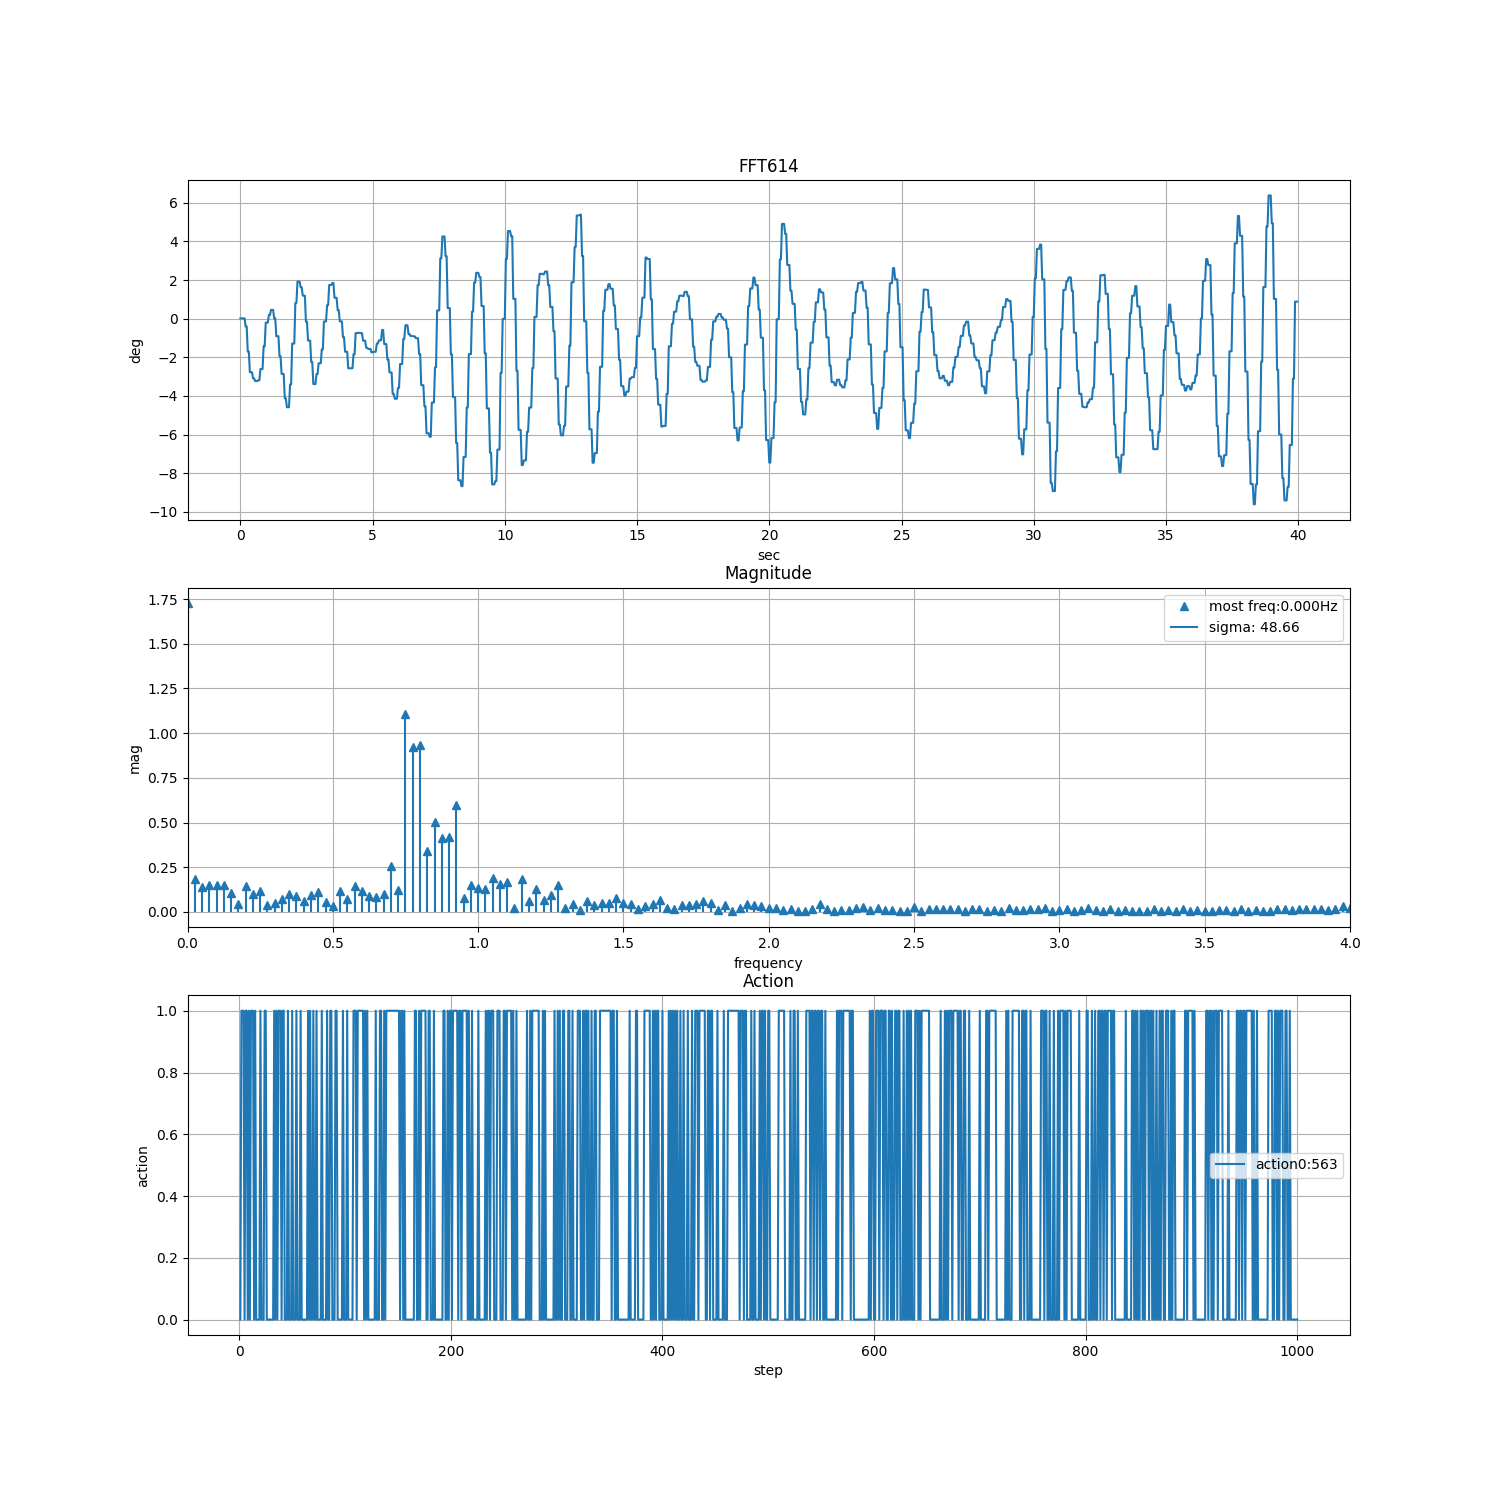 FFT614
6
4
2
0
−2
−4
−6
−8
−10
deg
0 5 10 15 20 25 30 35 40
sec
Magnitude
most freq:0.000Hz
sigma: 48.66
1.75
1.50
1.25
1.00
0.75
0.50
0.25
0.00
mag
0.0 0.5 1.0 1.5 2.0 2.5 3.0 3.5 4.0
frequency
Action
1.0
0.8
0.6
0.4
0.2
0.0
action
action0:563
0 200 400 600 800 1000
step